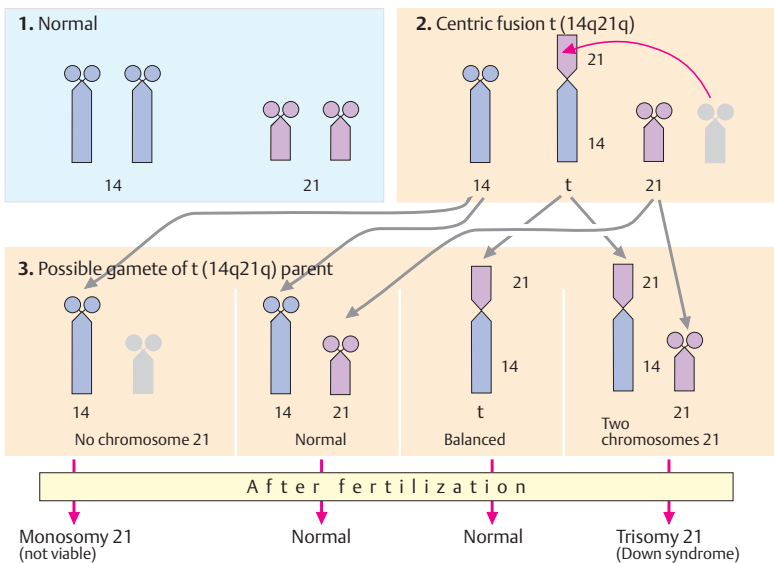 1. Normal
14
21
2. Centric fusion t (14q21q)
21
14
14
t
21
3. Possible gamete of t (14q21q) parent
14
No chromosome 21
14
21
Normal
21
14
t
Balanced
21
14
21
Two
chromosomes 21
After fertilization
Monosomy 21
(not viable)
Normal
Normal
Trisomy 21
(Down syndrome)